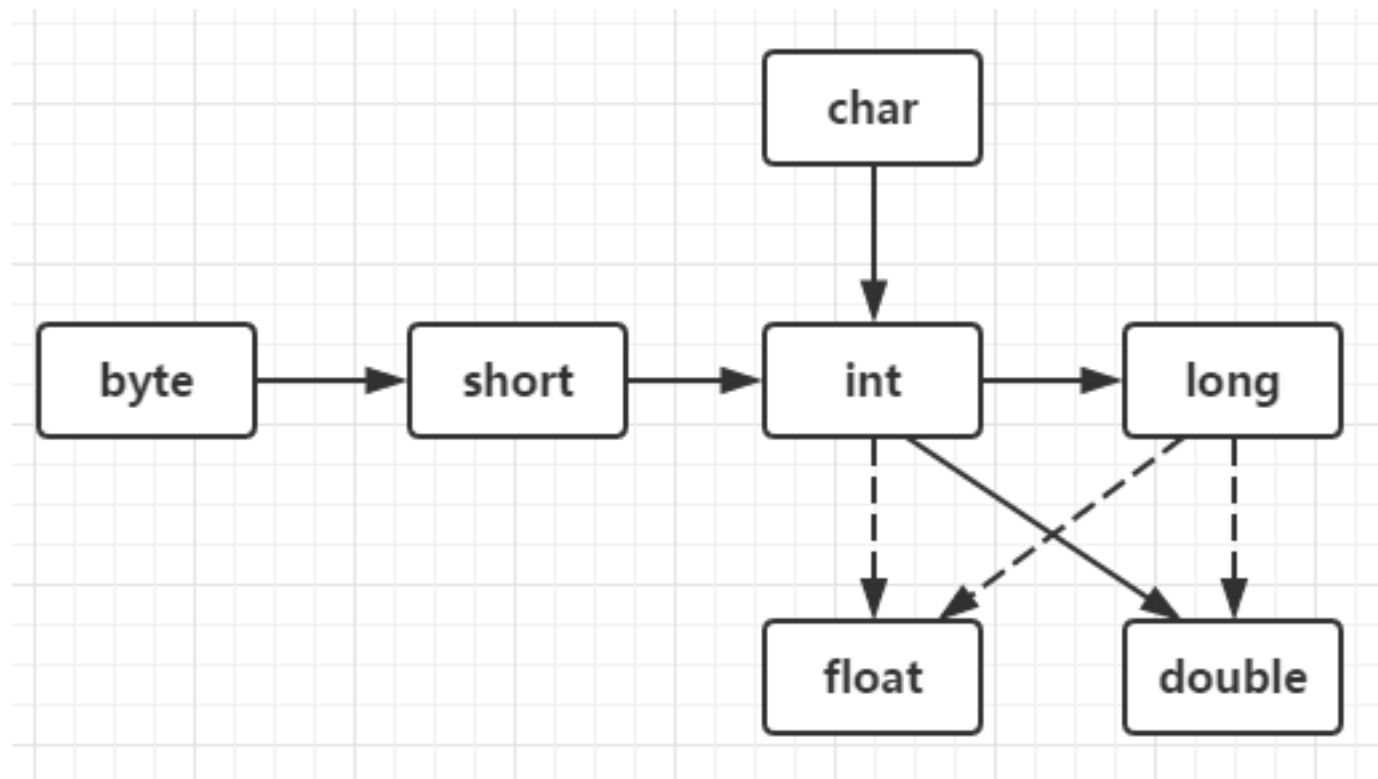 char
byte
short
int
long
float
double